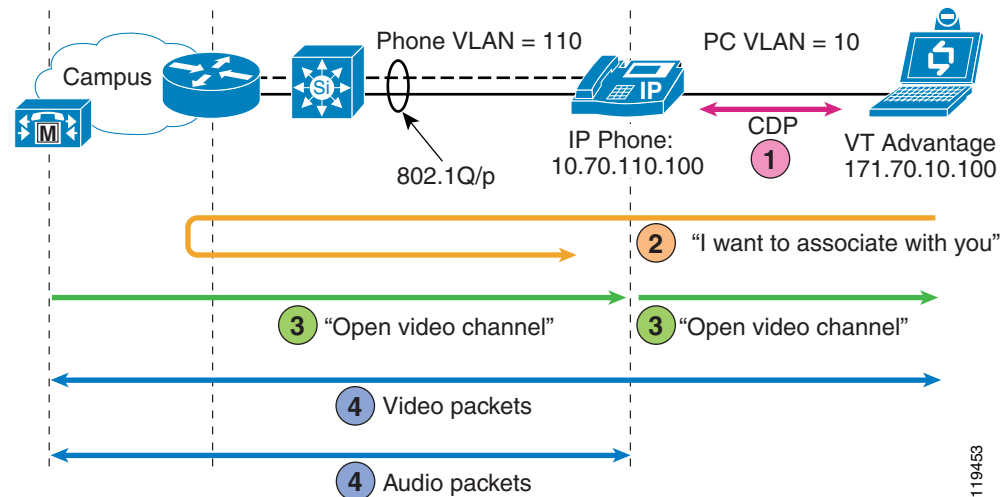 Phone VLAN = 110
PC VLAN = 10
Campus
Si
IP
M
802.1Q/p
IP Phone:
10.70.110.100
CDP
1
VT Advantage
171.70.10.100
2 “I want to associate with you”
3 “Open video channel”
3 “Open video channel”
4 Video packets
4 Audio packets
119453